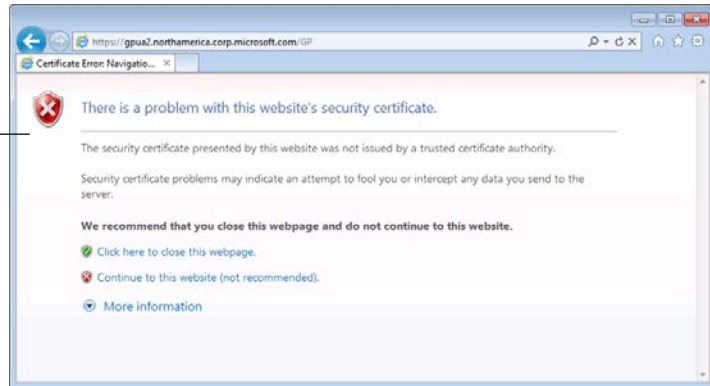 https://gpua2.northamerica.corp.microsoft.com/GP
Certificate Error: Navigatio...
There is a problem with this website's security certificate.
The security certificate presented by this website was not issued by a trusted certificate authority.
Security certificate problems may indicate an attempt to fool you or intercept any data you send to the
server.
We recommend that you close this webpage and do not continue to this website.
Click here to close this webpage.
Continue to this website (not recommended).
More information